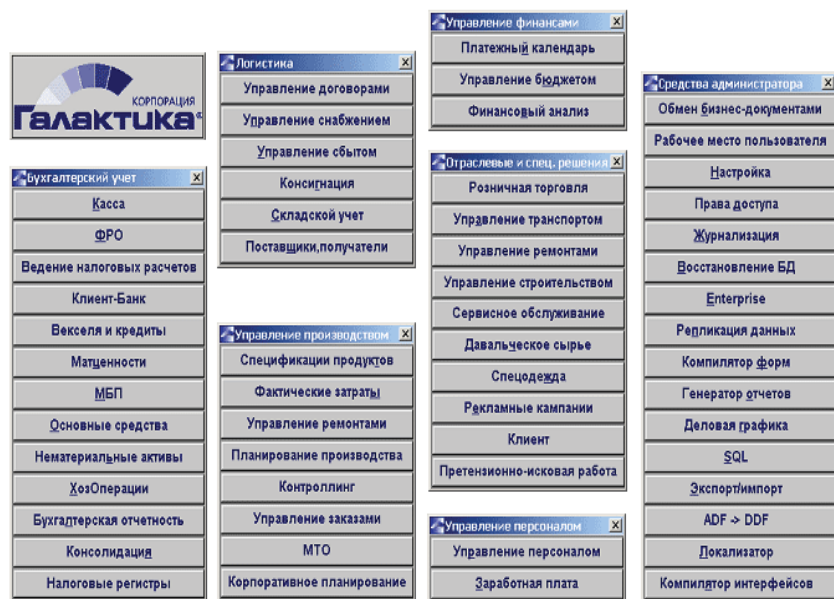 КОРПОРАЦИЯ
Галактика
Бухгалтерский учет
Касса
ФРО
Ведение налоговых расчетов
Клиент-Банк
Векселя и кредиты
Матценности
МБП
Основные средства
Нематериальные активы
ХозОперации
Бухгалтерская отчетность
Консолидация
Налоговые регистры
Логистика
Управление договорами
Управление снабжением
Управление сбытом
Консигнация
Складской учет
Поставщики,получатели
Управление производством
Спецификации продуктов
Фактические затраты
Управление ремонтами
Планирование производства
Контроллинг
Управление заказами
МТО
Корпоративное планирование
Управление финансами
Платежный календарь
Управление бюджетом
Финансовый анализ
Отраслевые и спец. решения
Розничная торговля
Управление транспортом
Управление ремонтами
Управление строительством
Сервисное обслуживание
Давальческое сырье
Спецодежда
Рекламные кампании
Клиент
Претензионно-исковая работа
Управление персоналом
Управление персоналом
Заработная плата
Средства администратора
Обмен бизнес-документами
Рабочее место пользователя
Настройка
Права доступа
Журнализация
Восстановление БД
Enterprise
Репликация данных
Компилятор форм
Генератор отчетов
Деловая графика
SQL
Экспорт/импорт
ADF -> DDF
Локализатор
Компилятор интерфейсов